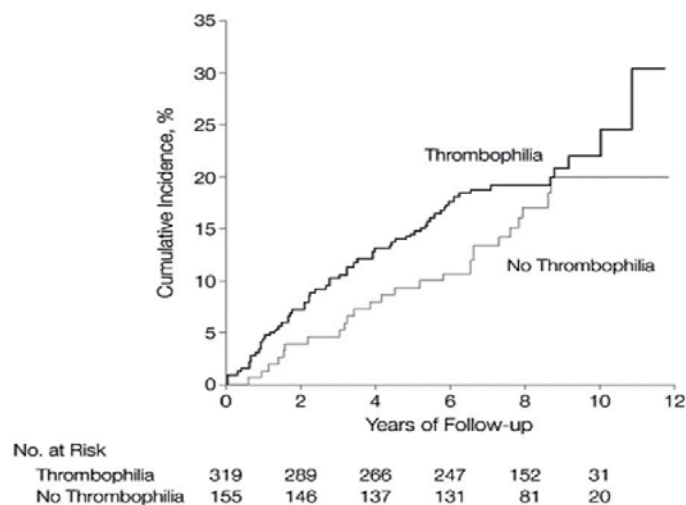 35
30
25
20
15
10
5
0
Cumulative Incidence, %
Thrombophilia
No Thrombophilia
0 2 4 6 8 10 12
Years of Follow-up
No. at Risk
Thrombophilia 319 289 266 247 152 31
No Thrombophilia 155 146 137 131 81 20